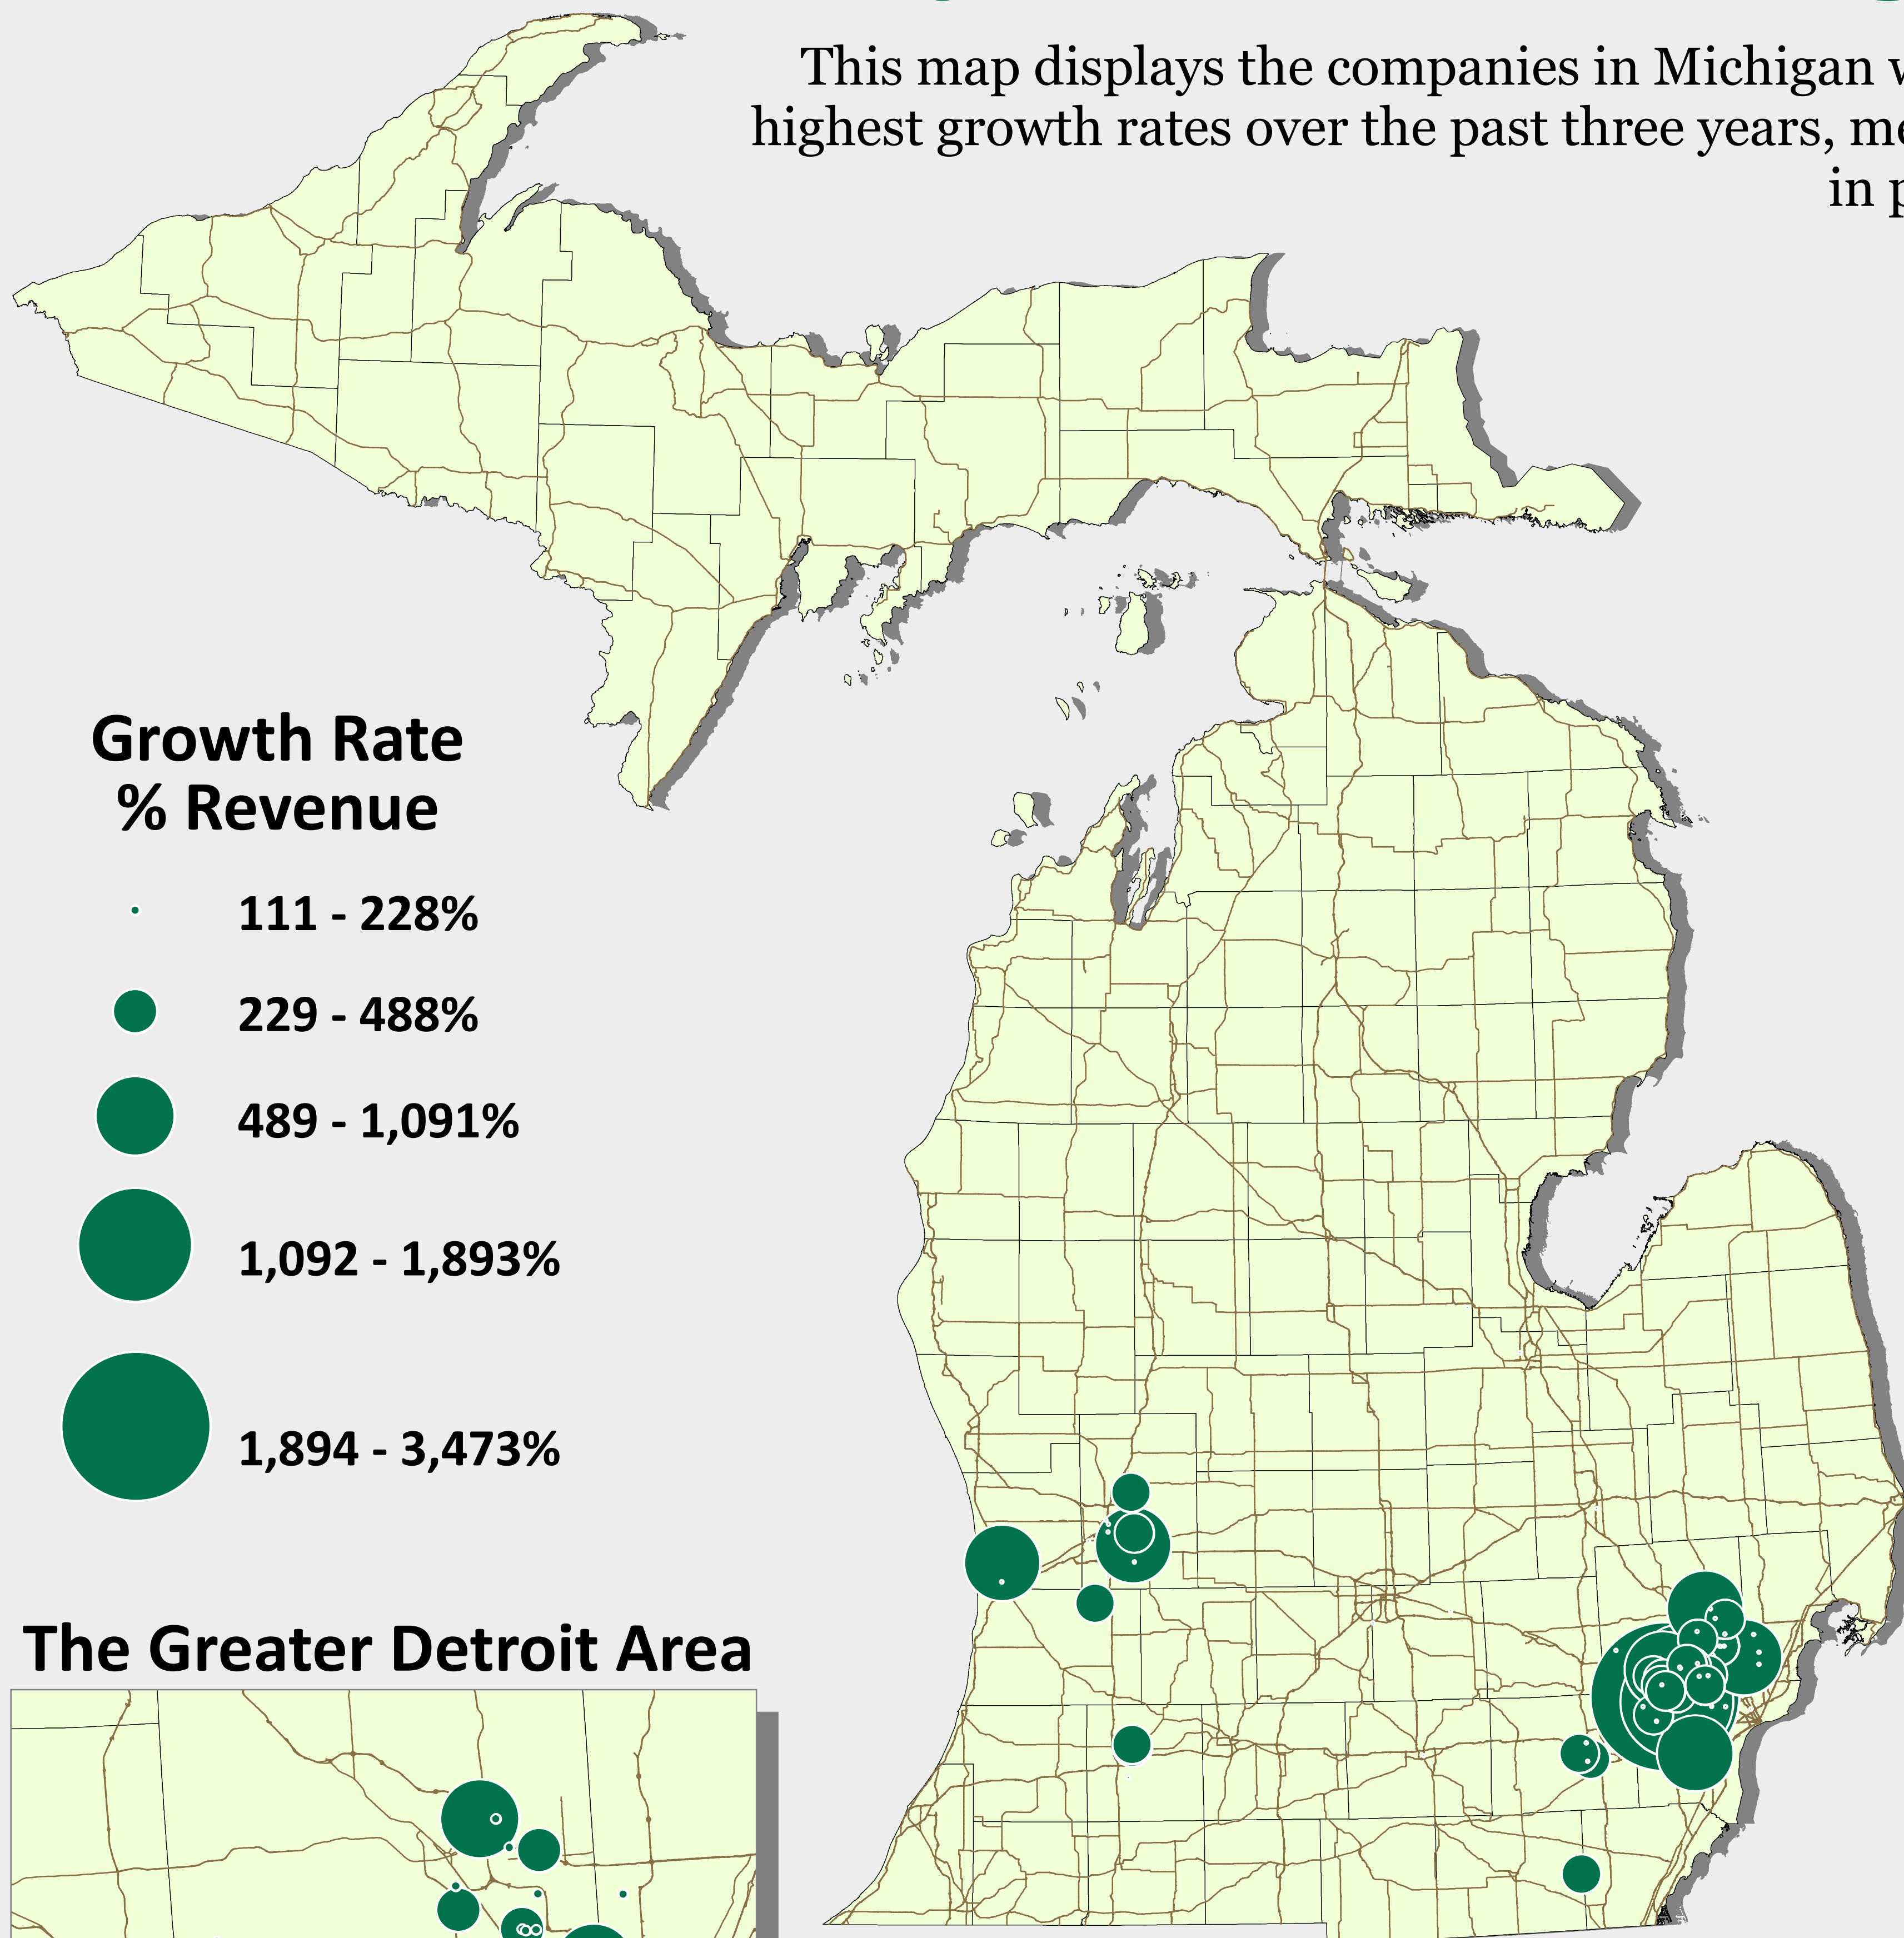 This map displays the companies in Michigan
highest growth rates over the past three years,
in
Growth Rate
% Revenue
111 - 228%
229 - 488%
489 - 1,091%
1,092 - 1,893%
1,894 - 3,473%
The Greater Detroit Area